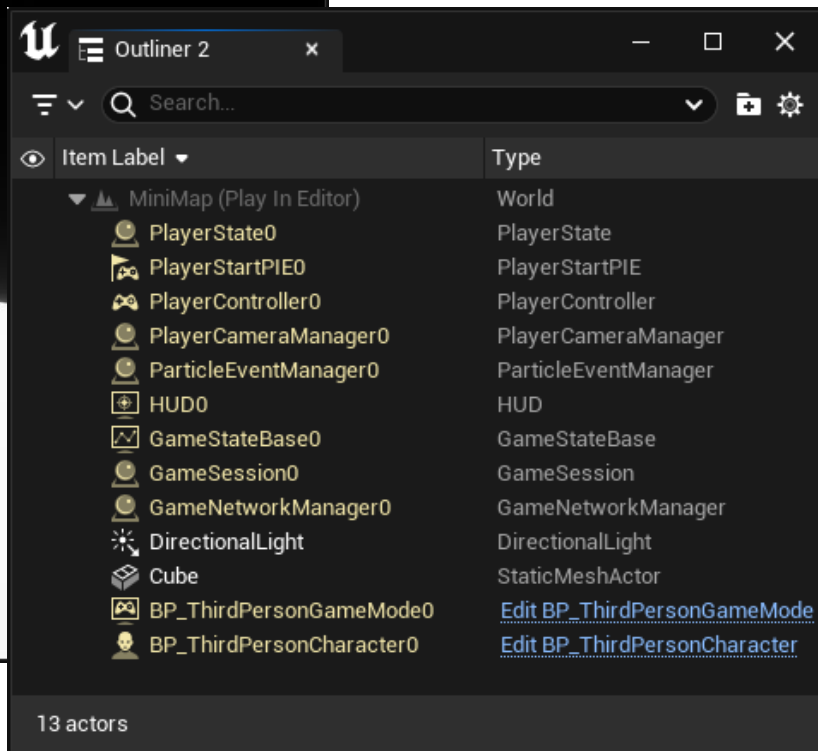 Outliner 2
Search...
Item Label Type
MiniMap (Play In Editor) World
PlayerState0 PlayerState
PlayerStartPIE0 PlayerStartPIE
PlayerController0 PlayerController
PlayerCameraManager0 PlayerCameraManager
ParticleEventManager0 ParticleEventManager
HUD0 HUD
GameStateBase0 GameStateBase
GameSession0 GameSession
GameNetworkManager0 GameNetworkManager
DirectionalLight DirectionalLight
Cube StaticMeshActor
BP_ThirdPersonGameMode0 Edit BP_ThirdPersonGameMode
BP_ThirdPersonCharacter0 Edit BP_ThirdPersonCharacter
13 actors